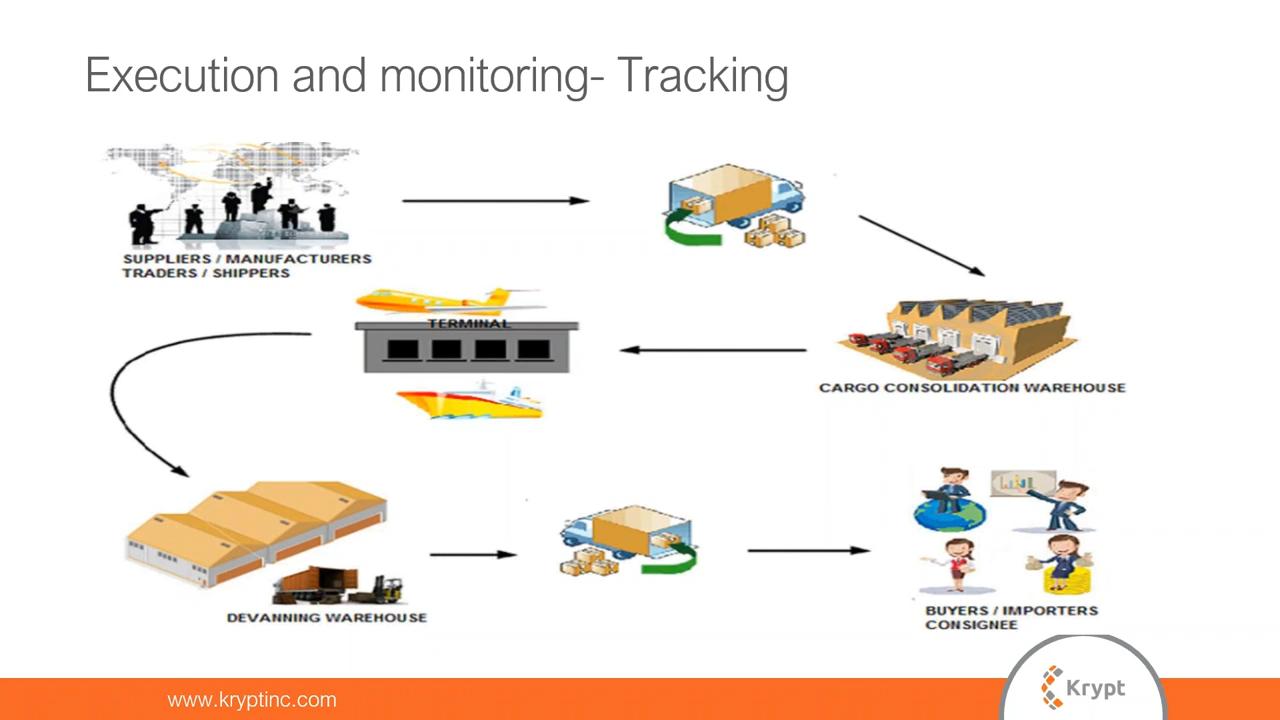 Execution and monitoring- Tracking
SUPPLIERS / MANUFACTURERS
TRADERS / SHIPPERS
TERMINAL
CARGO CONSOLIDATION WAREHOUSE
DEVANNING WAREHOUSE
BUYERS / IMPORTERS
CONSIGNEE
www.kryptinc.com
Krypt